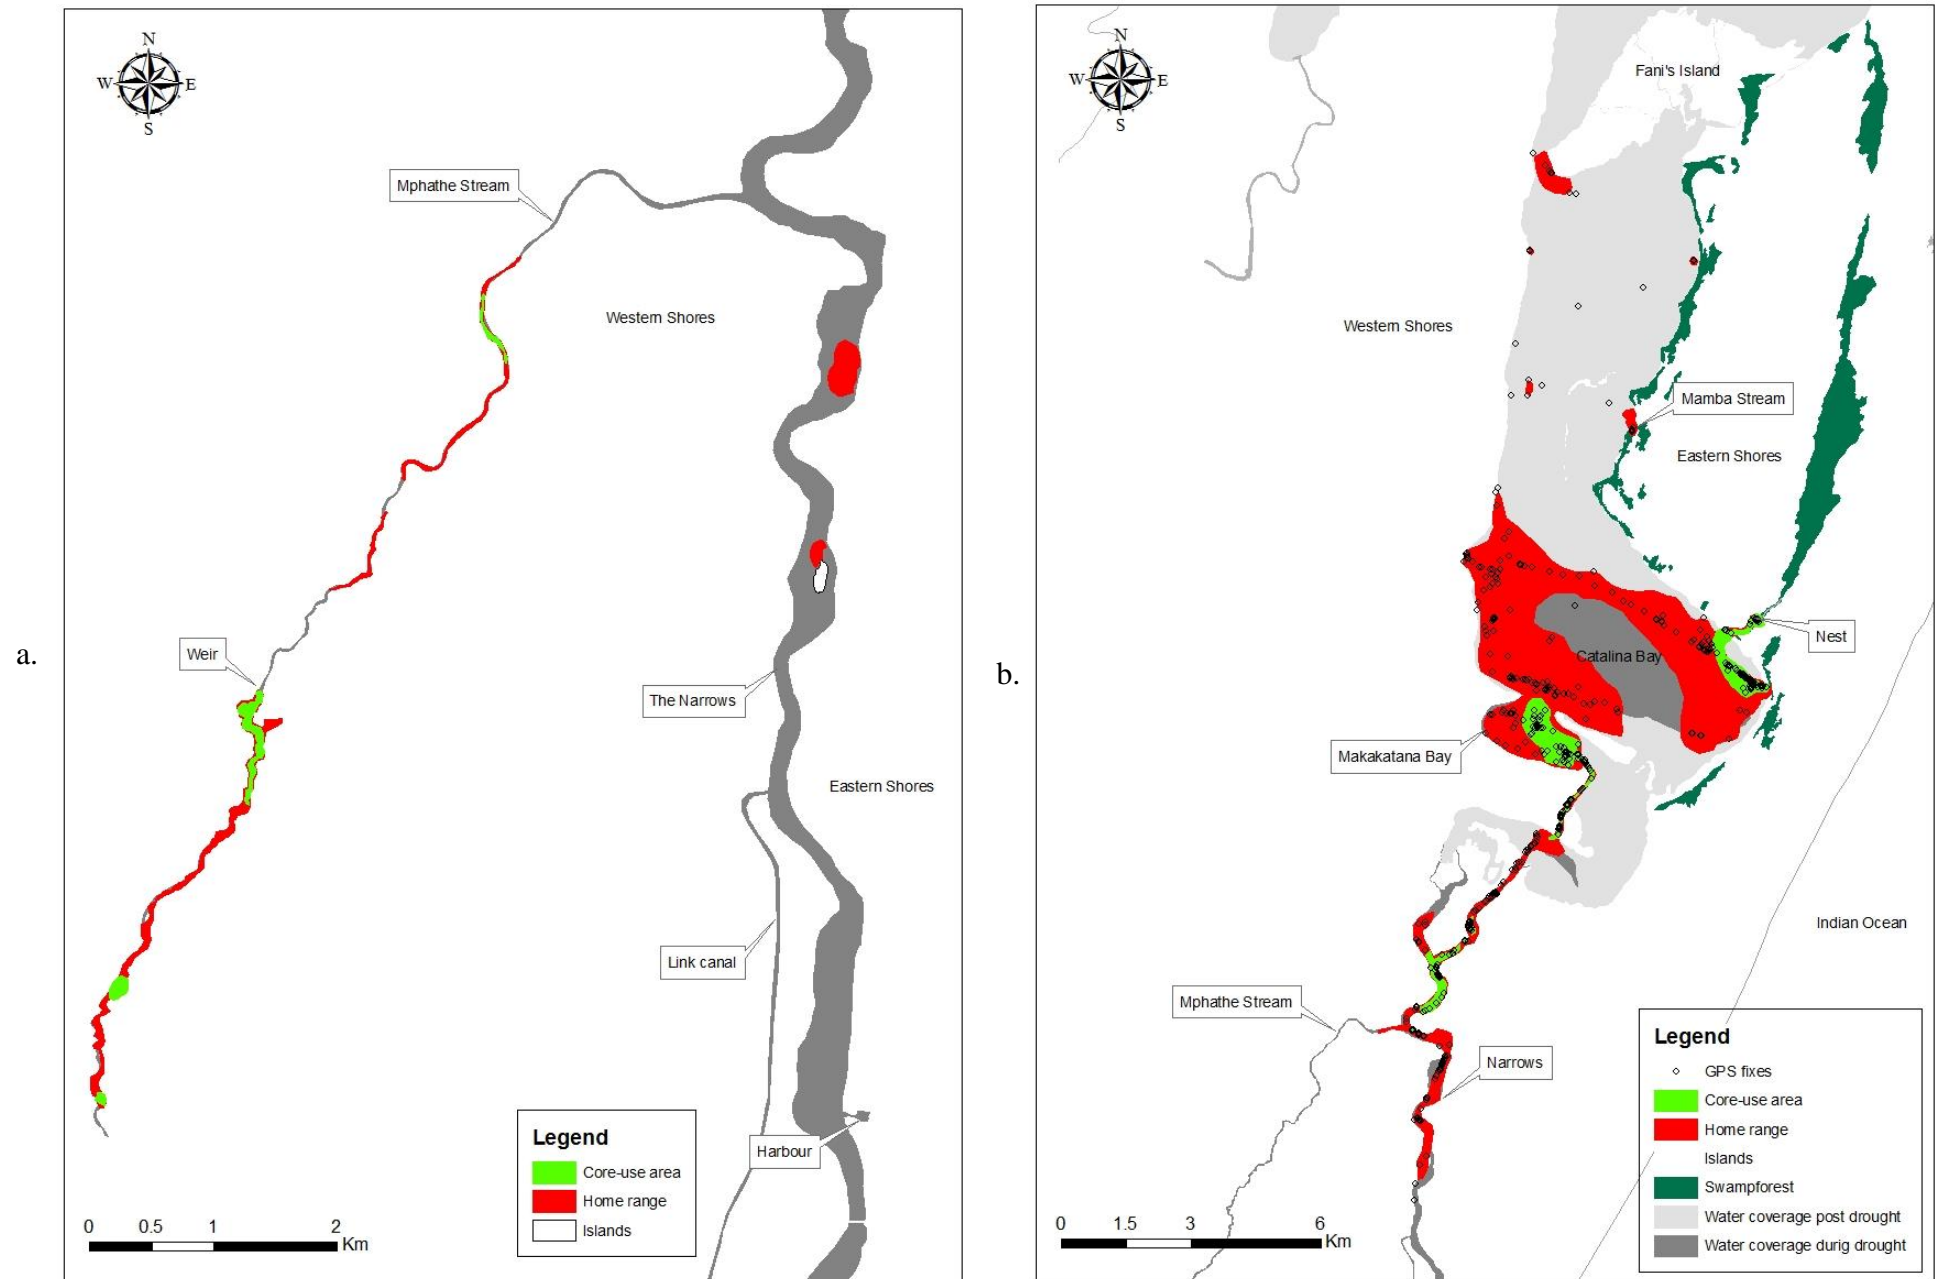 a.
N
W E
S
Mphathe Stream
Western Shores
Weir
The Narrows
Eastern Shores
Link canal
Harbour
Legend
Core-use area
Home range
Islands
0 0.5 1 2
Km
b.
N
W E
S
Fani's Island
Western Shores
Mamba Stream
Eastern Shores
Nest
Catalina Bay
Makakatana Bay
Indian Ocean
Mphathe Stream
Narrows
Legend
GPS fixes
Core-use area
Home range
Islands
Swampforest
Water coverage post drought
Water coverage durig drought
0 1.5 3 6
Km